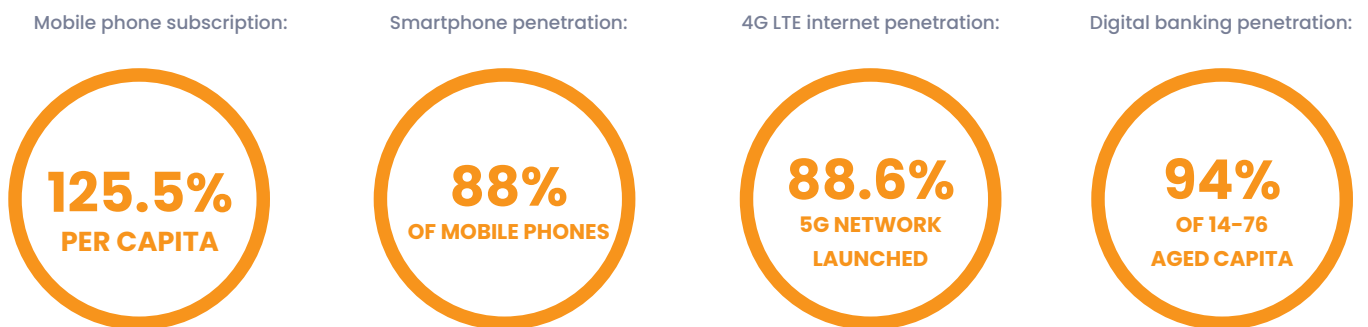 Mobile phone subscription:
125.5%
PER CAPITA
Smartphone penetration:
88%
OF MOBILE PHONES
4G LTE internet penetration:
88.6%
5G NETWORK
LAUNCHED
Digital banking penetration:
94%
OF 14-76
AGED CAPITA